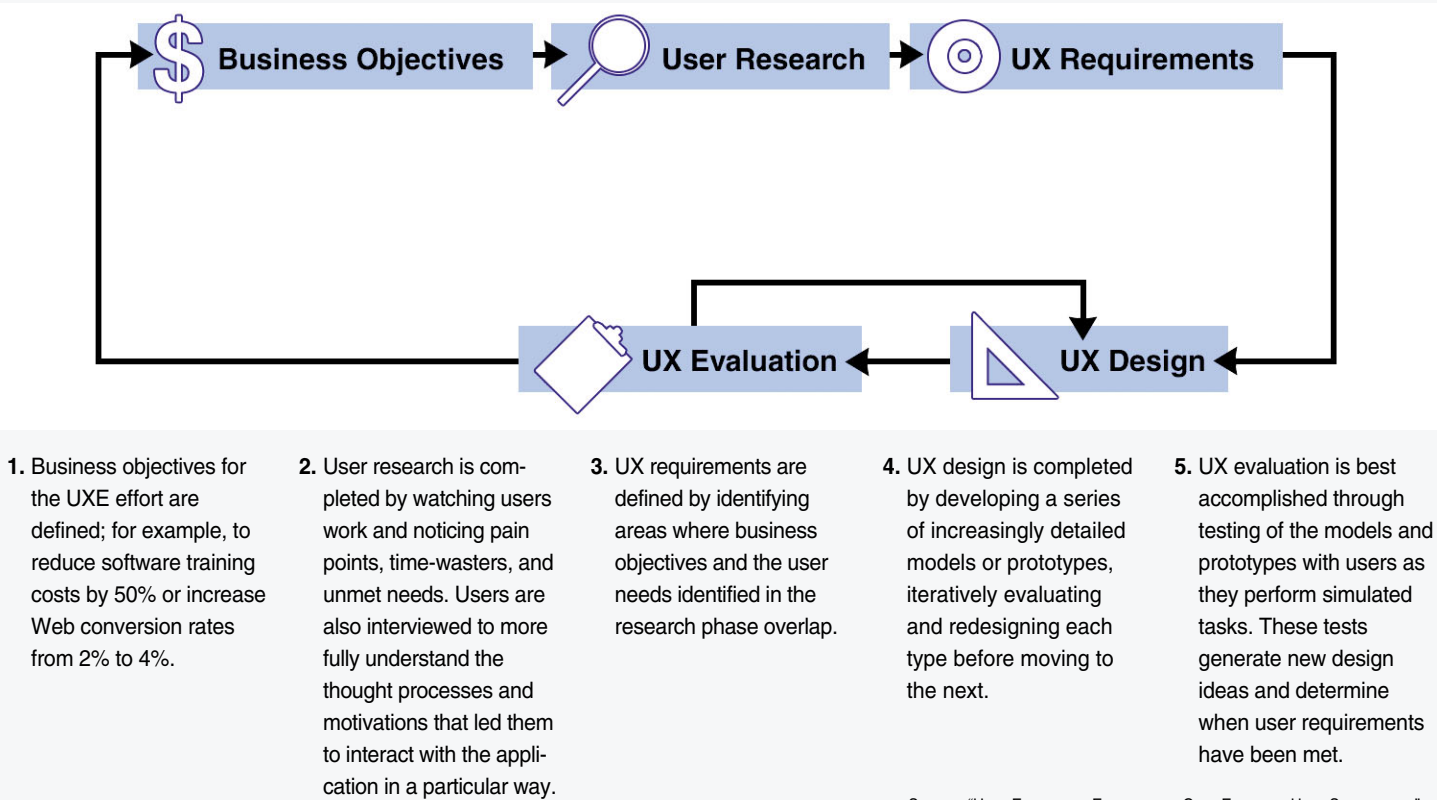 Business Objectives
User Research
UX Requirements
UX Evaluation
UX Design
1. Business objectives for
the UXE effort are
defined; for example, to
reduce software training
costs by 50% or increase
Web conversion rates
from 2% to 4%.
2. User research is com-
pleted by watching users
work and noticing pain
points, time-wasters, and
unmet needs. Users are
also interviewed to more
fully understand the
thought processes and
motivations that led them
to interact with the appli-
cation in a particular way.
3. UX requirements are
defined by identifying
areas where business
objectives and the user
needs identified in the
research phase overlap.
4. UX design is completed
by developing a series
of increasingly detailed
models or prototypes,
iteratively evaluating
and redesigning each
type before moving to
the next.
5. UX evaluation is best
accomplished through
testing of the models and
prototypes with users as
they perform simulated
tasks. These tests
generate new design
ideas and determine
when user requirements
have been met.